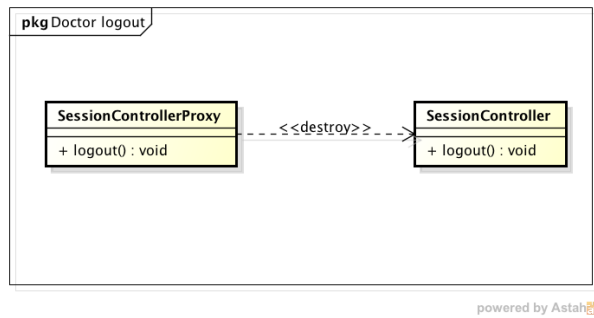 pkg Doctor logout
SessionControllerProxy
+ logout() : void
<<destroy>>
SessionController
+ logout() : void
powered by Astah